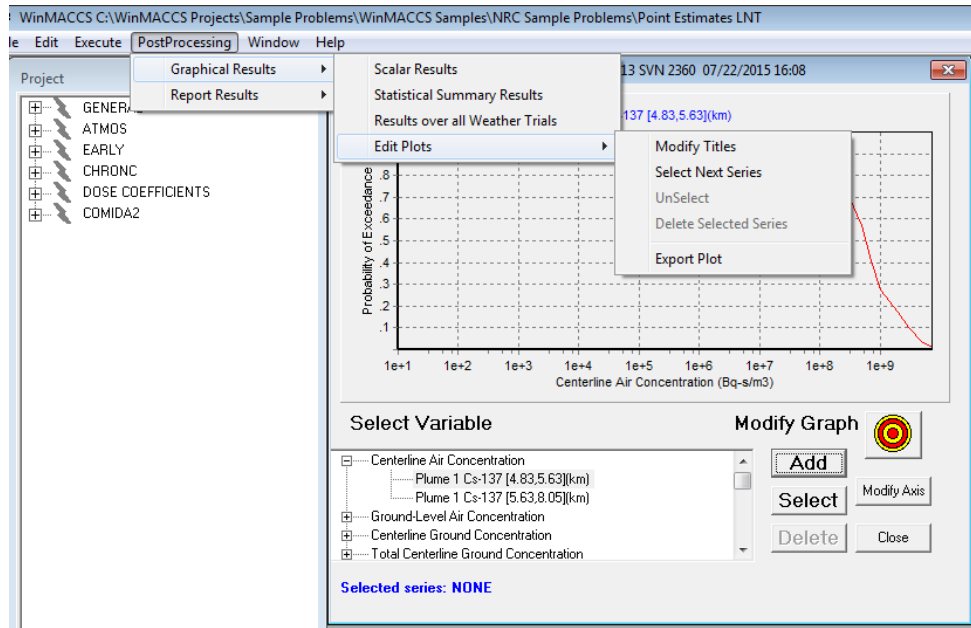 WinMACCS C:\WinMACCS Projects\Sample Problems\WinMACCS Samples\NRC Sample Problems\Point Estimates LNT
le Edit Execute PostProcessing Window Help
Project
Graphical Results
Report Results
Scalar Results
Statistical Summary Results
Results over all Weather Trials
Edit Plots
Modify Titles
Select Next Series
UnSelect
Delete Selected Series
Export Plot
13 SVN 2360 07/22/2015 16:08
137 [4.83,5.63](km)
GENERA
ATMOS
EARLY
CHRONC
DOSE COEFFICIENTS
COMIDA2
Probability of Exceedance
.8
.7
.6
.5
.4
.3
.2
.1
1e+1 1e+2 1e+3 1e+4 1e+5 1e+6 1e+7 1e+8 1e+9
Centerline Air Concentration (Bq-s/m3)
Select Variable
Modify Graph
Centerline Air Concentration
Plume 1 Cs-137 [4.83,5.63](km)
Plume 1 Cs-137 [5.63,8.05](km)
Ground-Level Air Concentration
Centerline Ground Concentration
Total Centerline Ground Concentration
Add
Select
Modify Axis
Delete
Close
Selected series: NONE